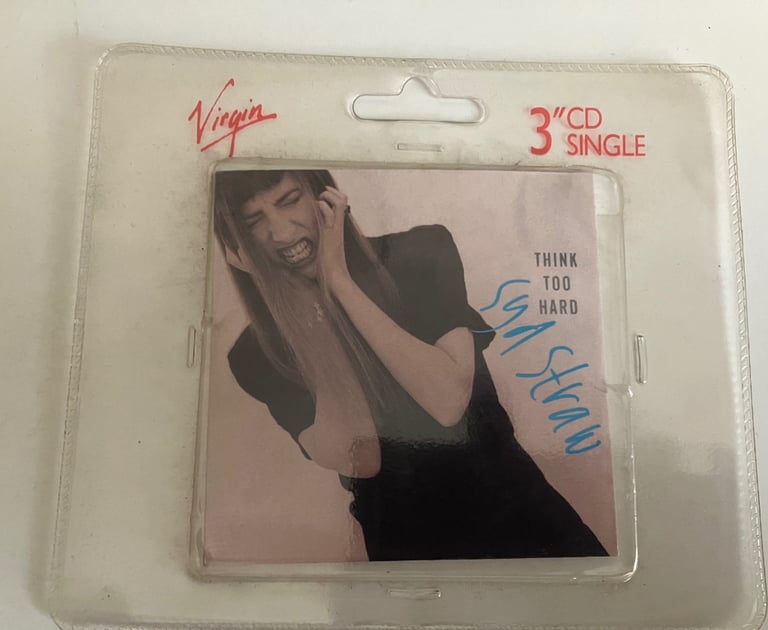 Virgin
3" CD
SINGLE
THINK
TOO
HARD
Syd Straw